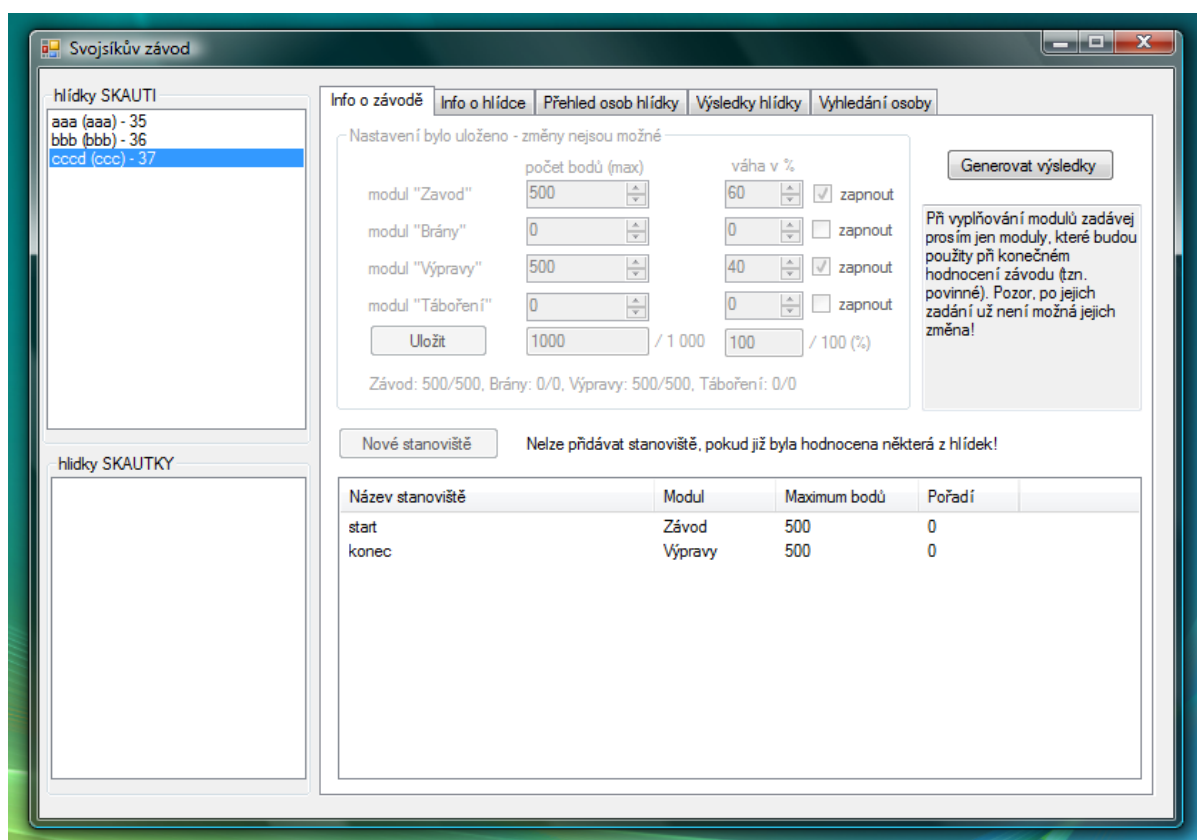 Svojsíkův závod
hlídky SKAUTI
aaa (aaa) - 35
bbb (bbb) - 36
cccd (ccc) - 37
hlidky SKAUTKY
Info o závodě Info o hlídce Přehled osob hlídky Výsledky hlídky Vyhledání osoby
Nastavení bylo uloženo - změny nejsou možné
počet bodů (max) váha v %
modul "Zavod" 500 60 zapnout
modul "Brány" 0 0 zapnout
modul "Výpravy" 500 40 zapnout
modul "Táboření" 0 0 zapnout
Uložit 1000 / 1 000 100 / 100 (%)
Závod: 500/500, Brány: 0/0, Výpravy: 500/500, Táboření: 0/0
Generovat výsledky
Při vyplňování modulů zadávej
prosím jen moduly, které budou
použity při konečném
hodnocení závodu (tzn.
povinné). Pozor, po jejich
zadání už není možná jejich
změna!
Nové stanoviště Nelze přidávat stanoviště, pokud již byla hodnocena některá z hlídek!
Název stanoviště Modul Maximum bodů Pořadí
start Závod 500 0
konec Výpravy 500 0